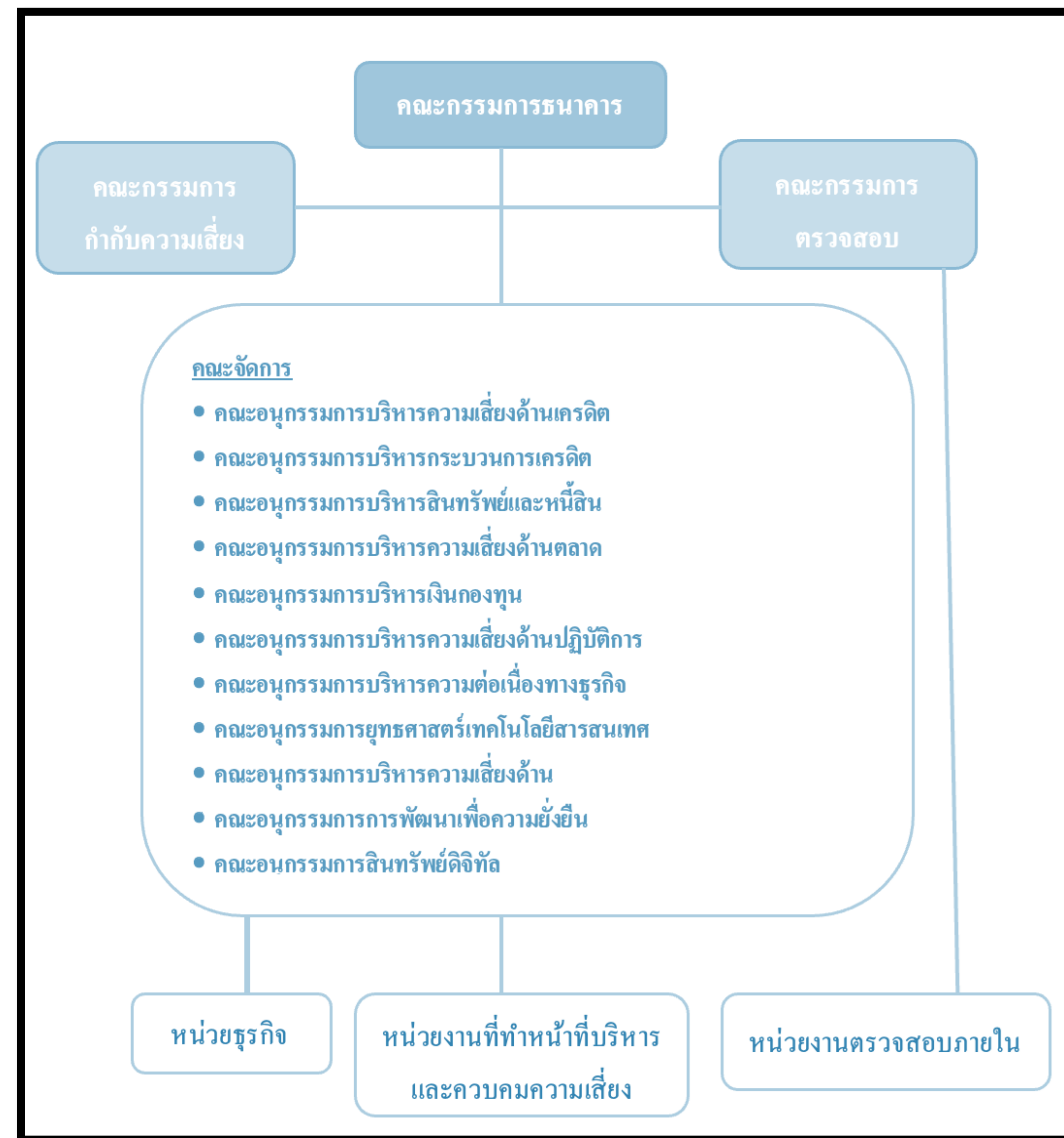 คณะกรรมการธนาคาร
คณะกรรมการ
กำกับความเสี่ยง
คณะกรรมการ
ตรวจสอบ
คณะจัดการ
• คณะอนุกรรมการบริหารความเสี่ยงด้านเครดิต
• คณะอนุกรรมการบริหารกระบวนการเครดิต
• คณะอนุกรรมการบริหารสินทรัพย์และหนี้สิน
• คณะอนุกรรมการบริหารความเสี่ยงด้านตลาด
• คณะอนุกรรมการบริหารเงินกองทุน
• คณะอนุกรรมการบริหารความเสี่ยงด้านปฏิบัติการ
• คณะอนุกรรมการบริหารความต่อเนื่องทางธุรกิจ
• คณะอนุกรรมการยุทธศาสตร์เทคโนโลยีสารสนเทศ
• คณะอนุกรรมการบริหารความเสี่ยงด้าน
• คณะอนุกรรมการการพัฒนาเพื่อความยั่งยืน
• คณะอนุกรรมการสินทรัพย์ดิจิทัล
หน่วยธุรกิจ
หน่วยงานที่ทำหน้าที่บริหาร
และควบคุมความเสี่ยง
หน่วยงานตรวจสอบภายใน